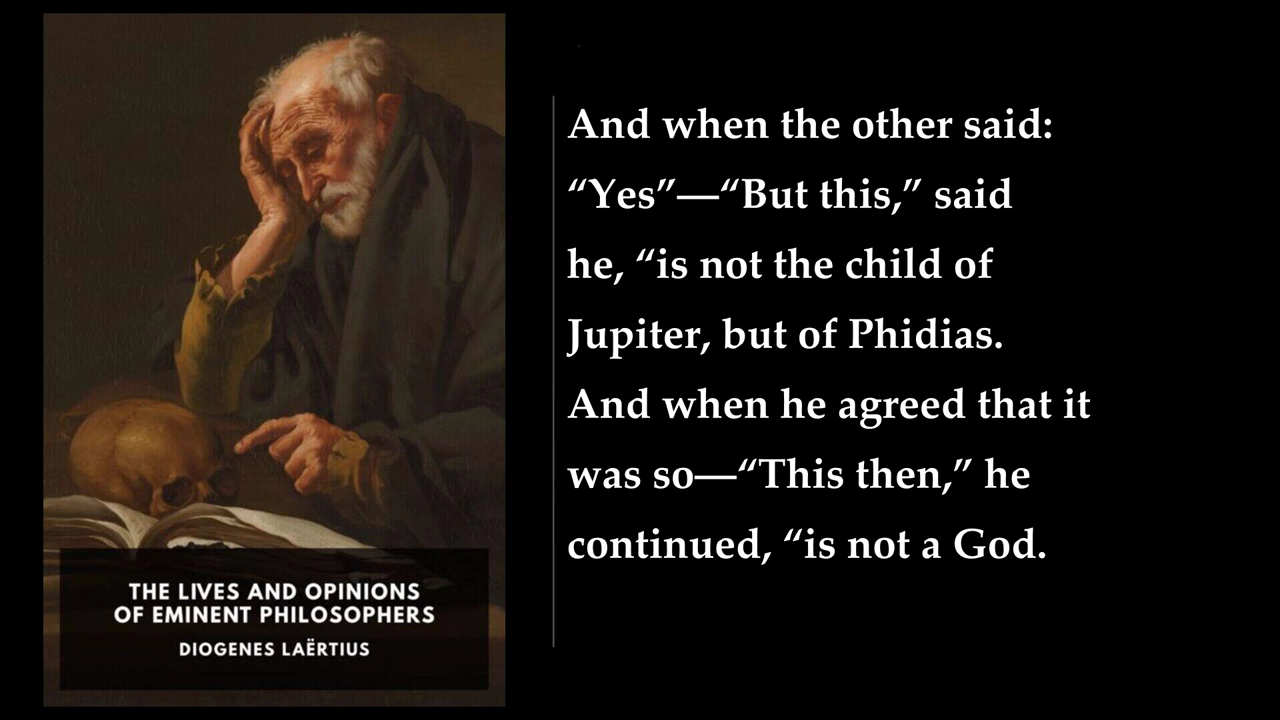 And when the other said:
“Yes”—“But this,” said
he, “is not the child of
Jupiter, but of Phidias.
And when he agreed that it
was so—“This then,” he
continued, “is not a God.
THE LIVES AND OPINIONS
OF EMINENT PHILOSOPHERS
DIOGENES LAËRTIUS